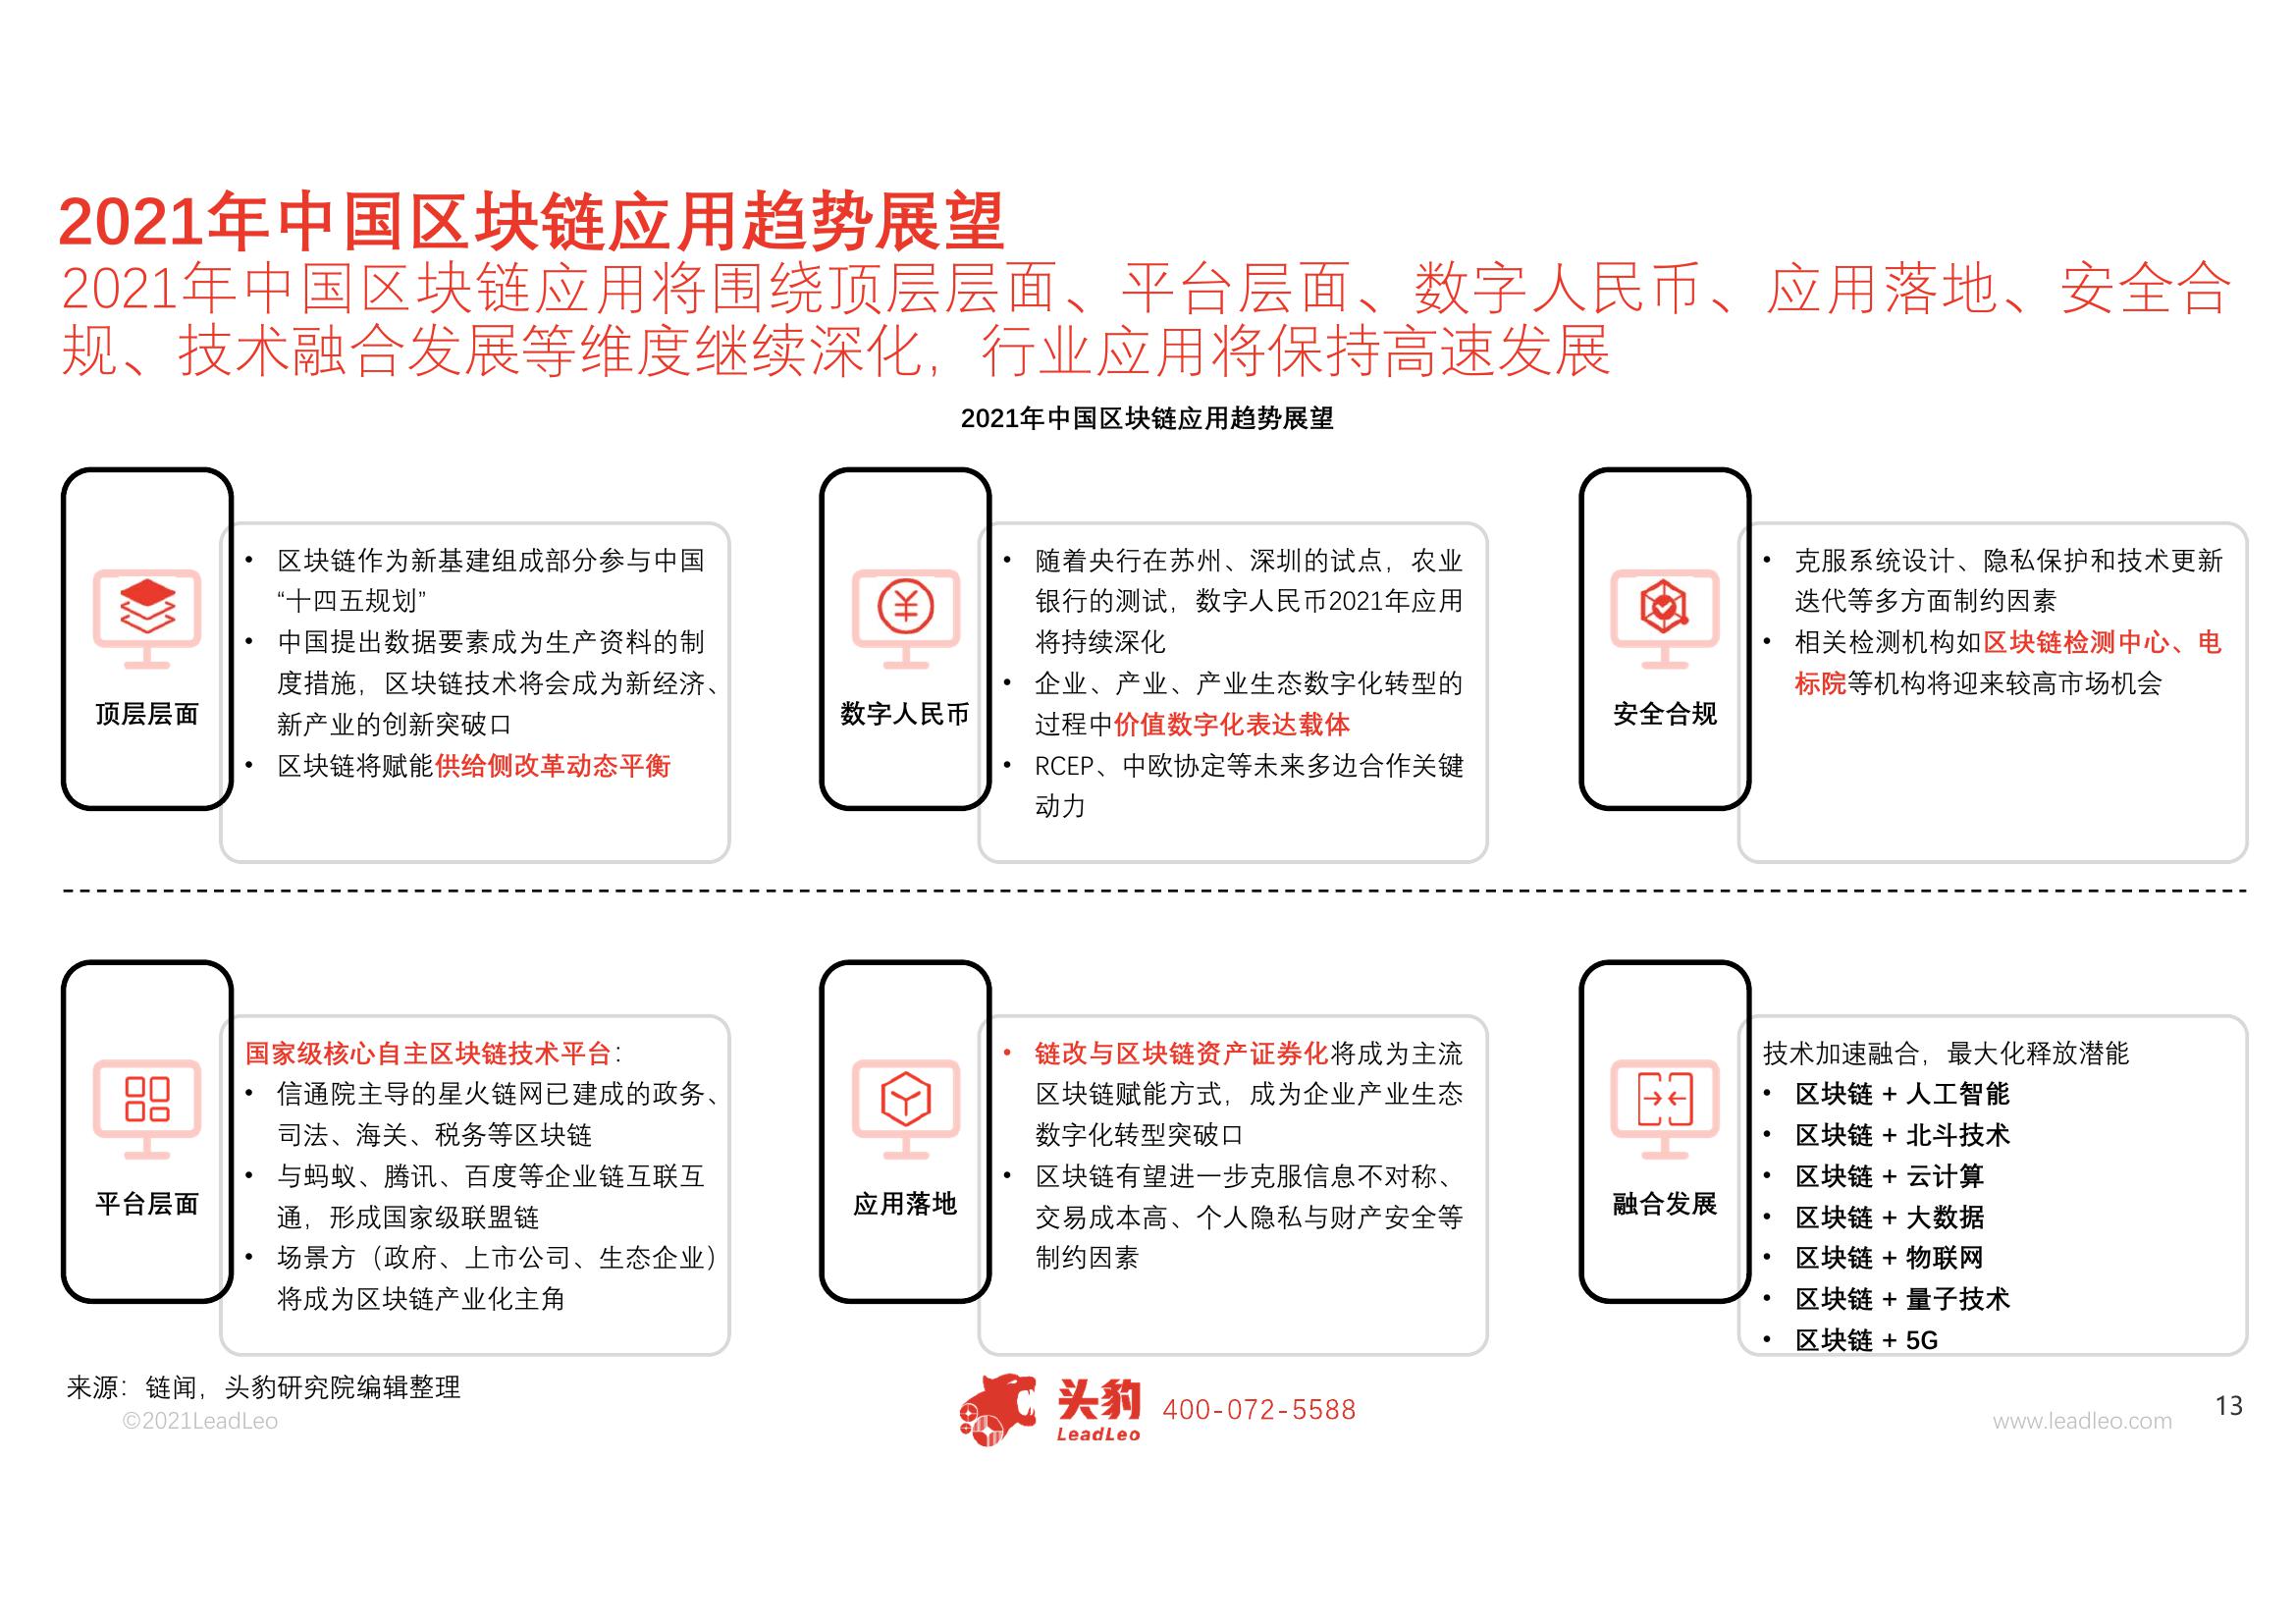 2021年中国区块链应用趋势展望
2021年中国区块链应用将围绕顶层层面、平台层面、数字人民币、应用落地、安全合
规、技术融合发展等维度继续深化，行业应用将保持高速发展
2021年中国区块链应用趋势展望
顶层层面
• 区块链作为新基建组成部分参与中国
“十四五规划”
• 中国提出数据要素成为生产资料的制
度措施，区块链技术将会成为新经济、
新产业的创新突破口
• 区块链将赋能供给侧改革动态平衡
数字人民币
• 随着央行在苏州、深圳的试点，农业
银行的测试，数字人民币2021年应用
将持续深化
• 企业、产业、产业生态数字化转型的
过程中价值数字化表达载体
• RCEP、中欧协定等未来多边合作关键
动力
安全合规
• 克服系统设计、隐私保护和技术更新
迭代等多方面制约因素
• 相关检测机构如区块链检测中心、电
标院等机构将迎来较高市场机会
平台层面
国家级核心自主区块链技术平台：
• 信通院主导的星火链网已建成的政务、
司法、海关、税务等区块链
• 与蚂蚁、腾讯、百度等企业链互联互
通，形成国家级联盟链
• 场景方（政府、上市公司、生态企业）
将成为区块链产业化主角
应用落地
• 链改与区块链资产证券化将成为主流
区块链赋能方式，成为企业产业生态
数字化转型突破口
• 区块链有望进一步克服信息不对称、
交易成本高、个人隐私与财产安全等
制约因素
融合发展
技术加速融合，最大化释放潜能
• 区块链 + 人工智能
• 区块链 + 北斗技术
• 区块链 + 云计算
• 区块链 + 大数据
• 区块链 + 物联网
• 区块链 + 量子技术
• 区块链 + 5G
来源：链闻，头豹研究院编辑整理
©2021LeadLeo
头豹
LeadLeo
400-072-5588
www.leadleo.com
13